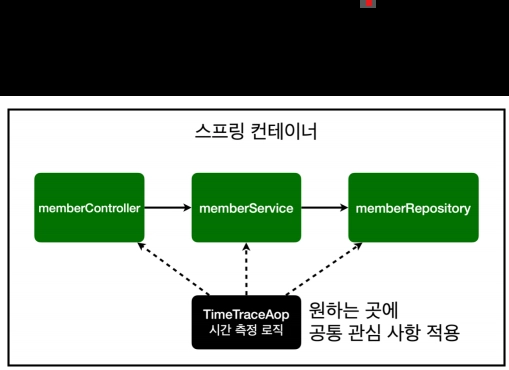 스프링 컨테이너
memberController
memberService
memberRepository
TimeTraceAop
시간 측정 로직
원하는 곳에
공통 관심 사항 적용